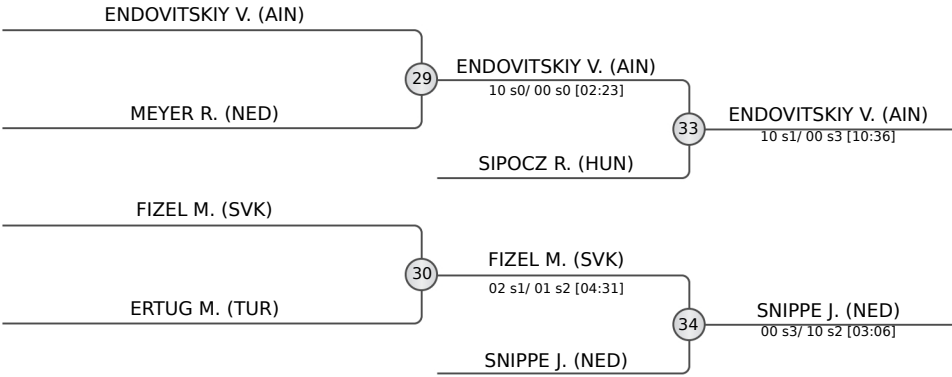 ENDOVITSKIY V. (AIN)
29
MEYER R. (NED)
ENDOVITSKIY V. (AIN)
10 s0/ 00 s0 [02:23]
33
SIPOCZ R. (HUN)
ENDOVITSKIY V. (AIN)
10 s1/ 00 s3 [10:36]
FIZEL M. (SVK)
30
ERTUG M. (TUR)
FIZEL M. (SVK)
02 s1/ 01 s2 [04:31]
34
SNIPPE J. (NED)
SNIPPE J. (NED)
00 s3/ 10 s2 [03:06]